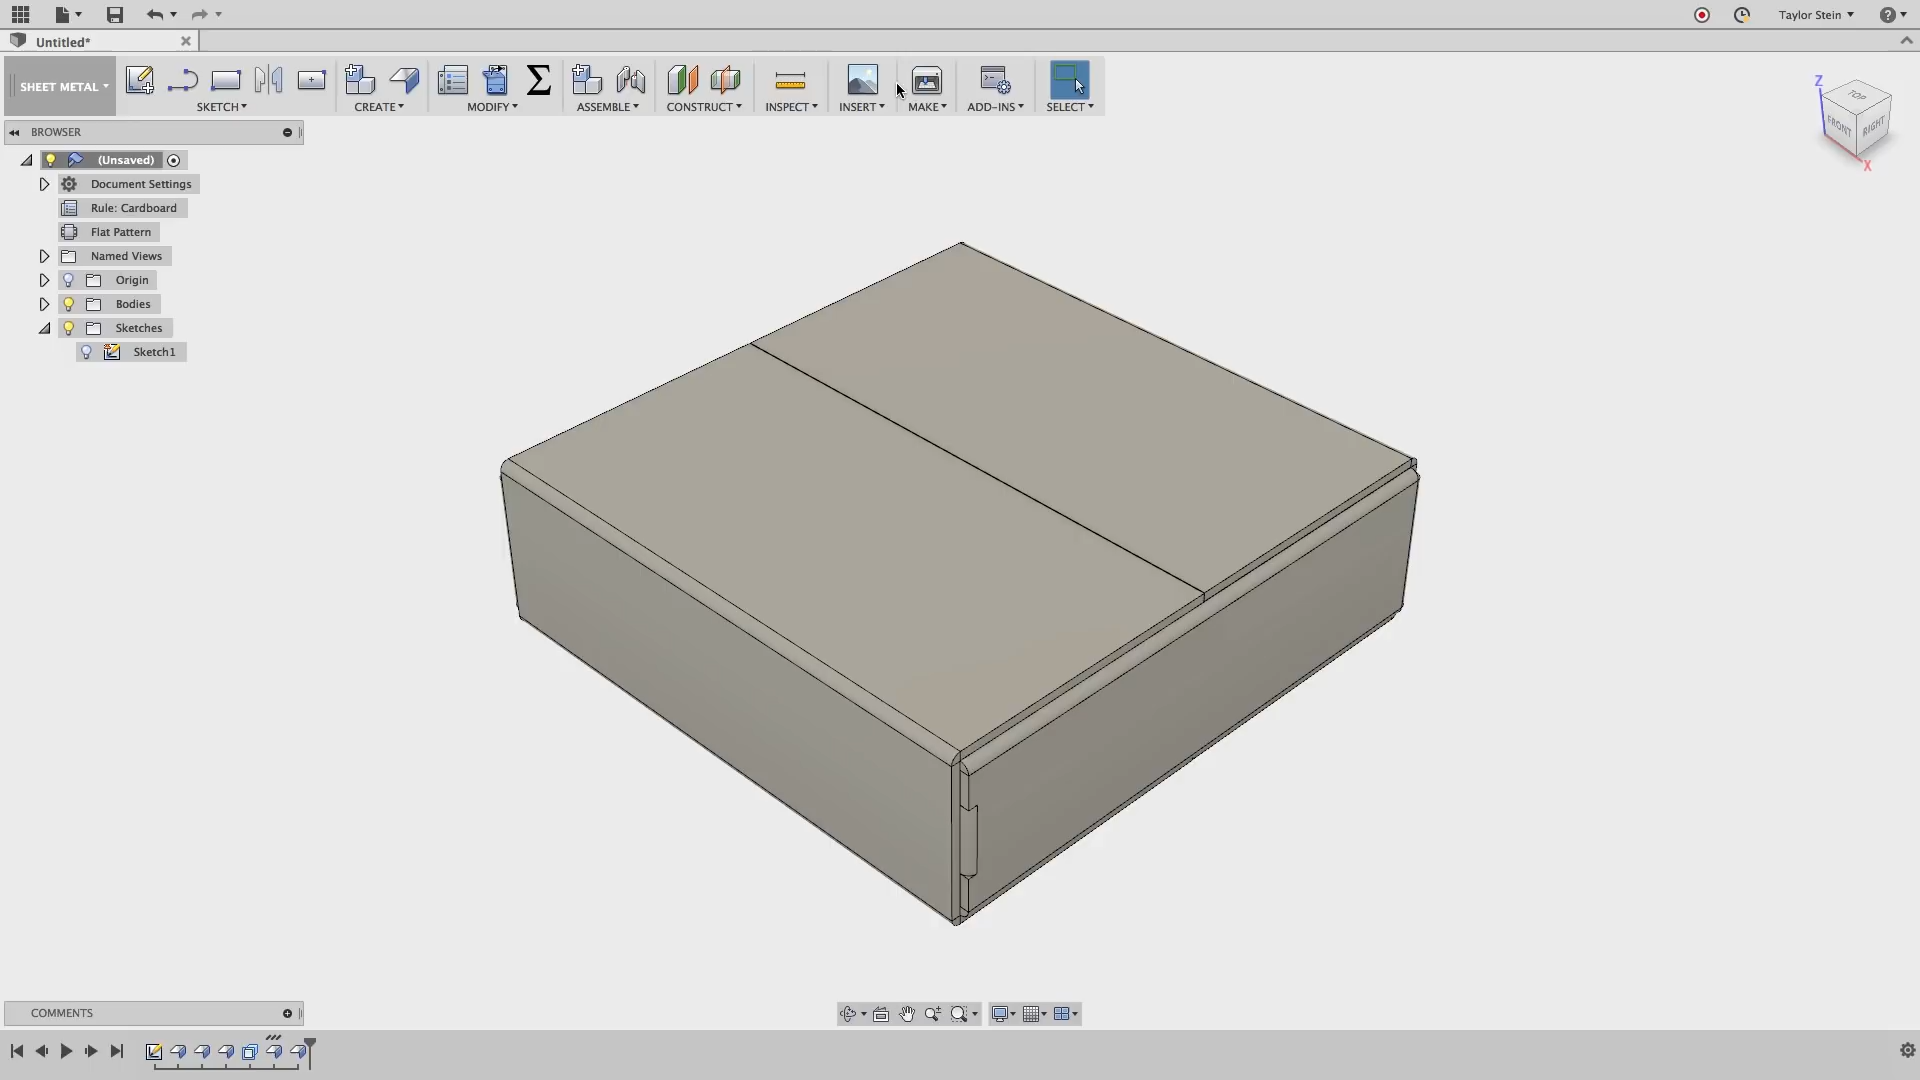 Taylor Stein
Untitled*
SHEET METAL
SKETCH
CREATE
MODIFY
ASSEMBLE
CONSTRUCT
INSPECT
INSERT
MAKE
ADD-INS
SELECT
BROWSER
(Unsaved)
Document Settings
Rule: Cardboard
Flat Pattern
Named Views
Origin
Bodies
Sketches
Sketch1
Z
TOP
FRONT
RIGHT
X
COMMENTS